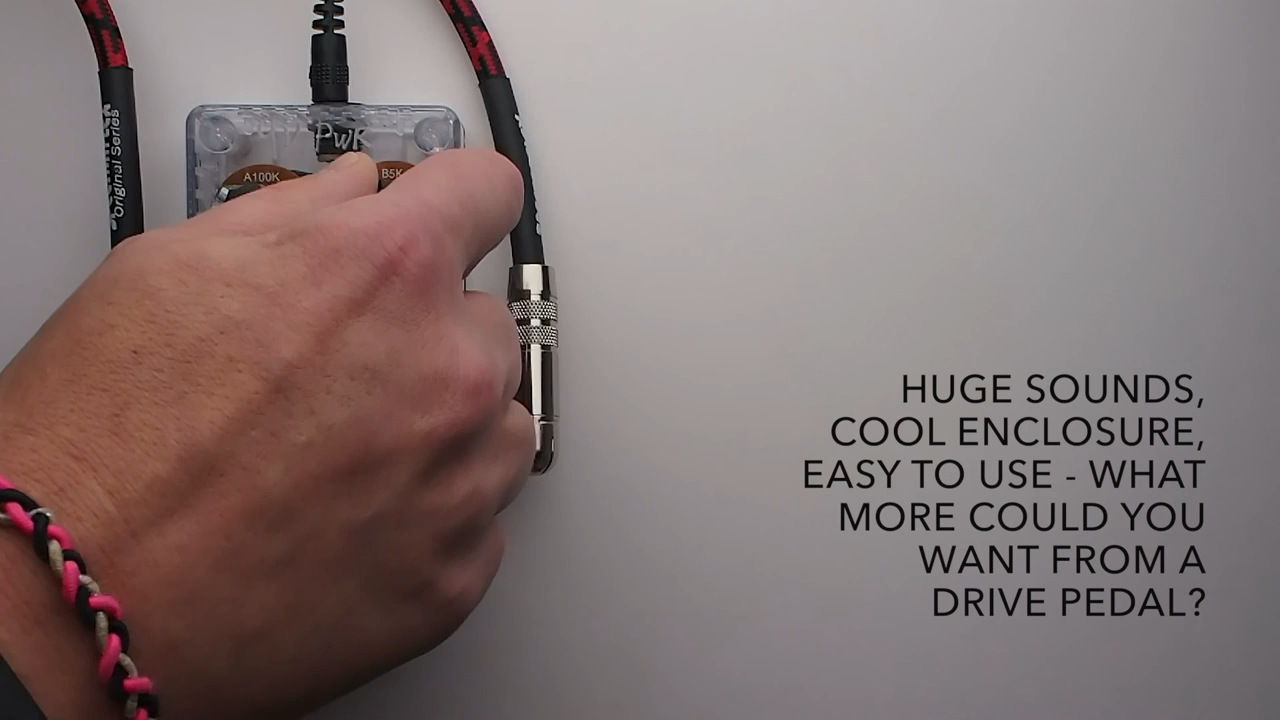 PWR
A100K
B5K
Original Series
HUGE SOUNDS,
COOL ENCLOSURE,
EASY TO USE - WHAT
MORE COULD YOU
WANT FROM A
DRIVE PEDAL?